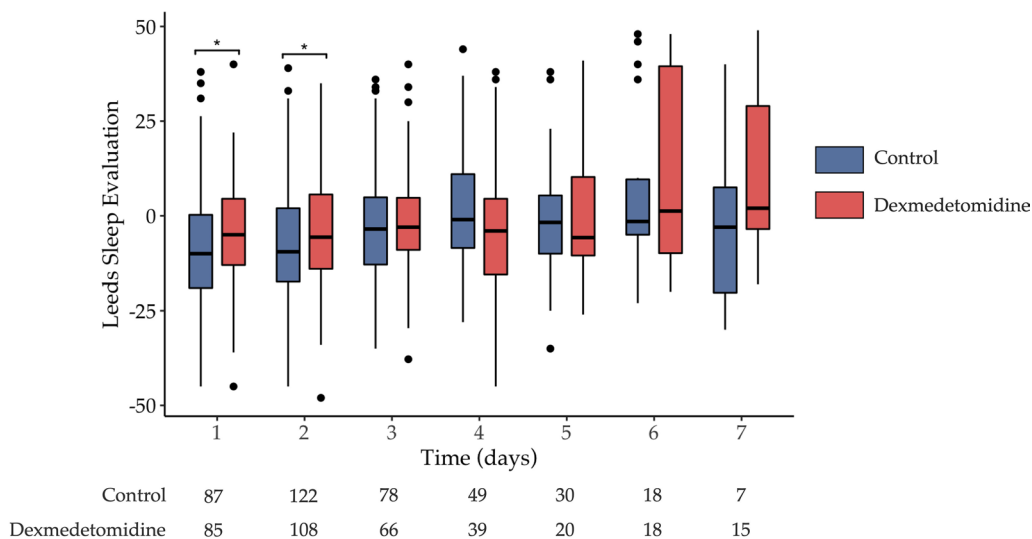 50
*
*
25
Leeds Sleep Evaluation
Control
0
Dexmedetomidine
-25
-50
1 2 3 4 5 6 7
Time (days)
Control 87 122 78 49 30 18 7
Dexmedetomidine 85 108 66 39 20 18 15